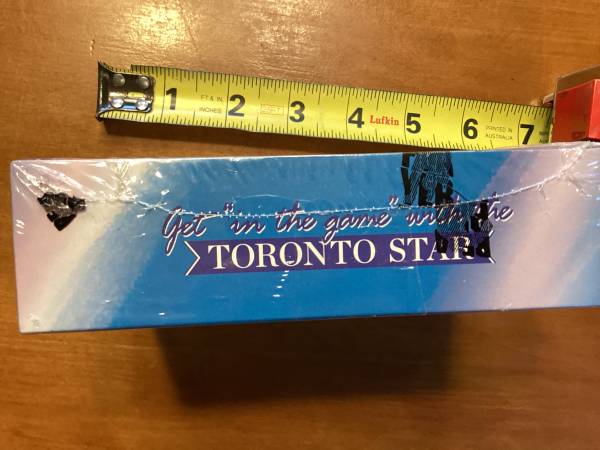 1 FT & IN. INCHES 2 3 4 Lufkin 5 6 PRINTED IN AUSTRALIA 7
Get "in the game" with the
TORONTO STAR